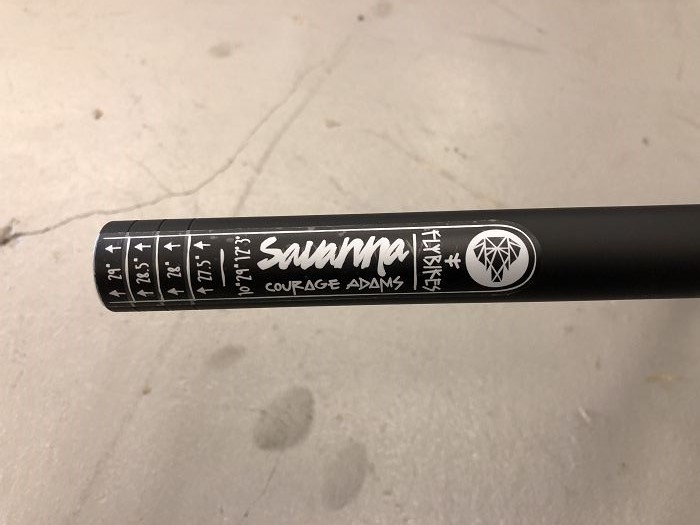 29"
28.5"
28"
27.5"
10" 29" 12° 3°
Savanna
COURAGE ADAMS
FLYBIKES